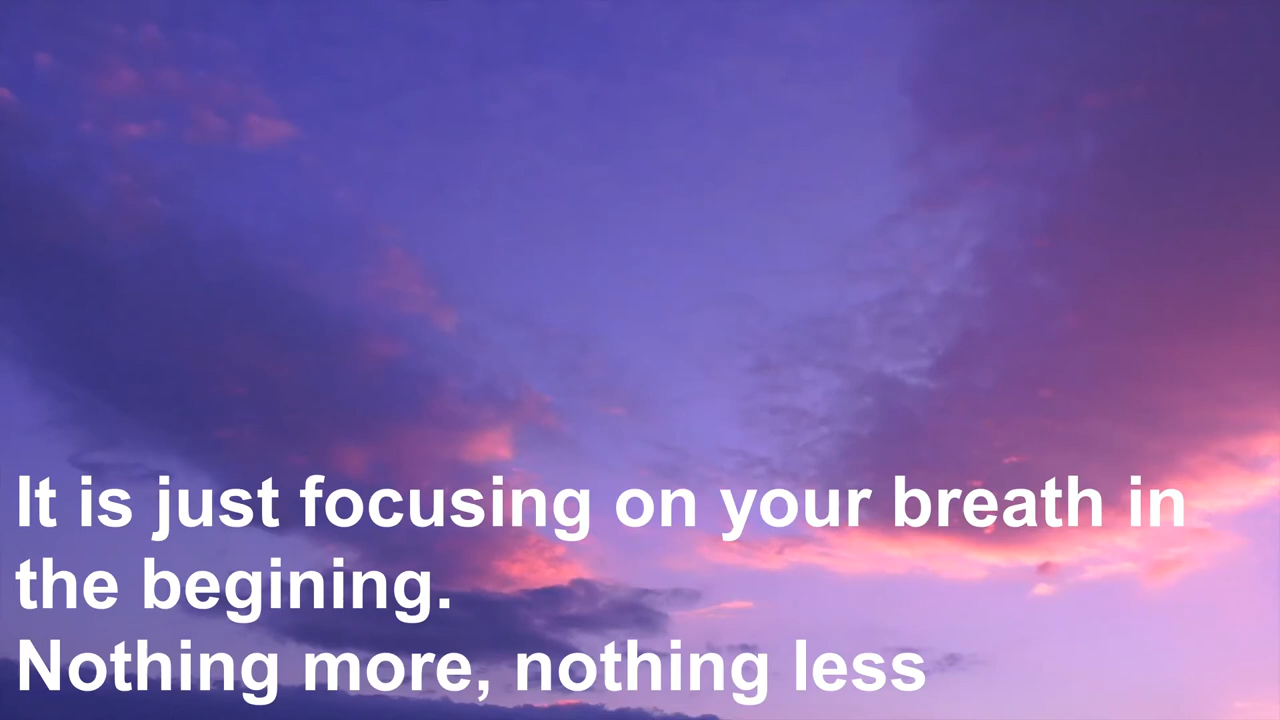 It is just focusing on your breath in
the begining.
Nothing more, nothing less